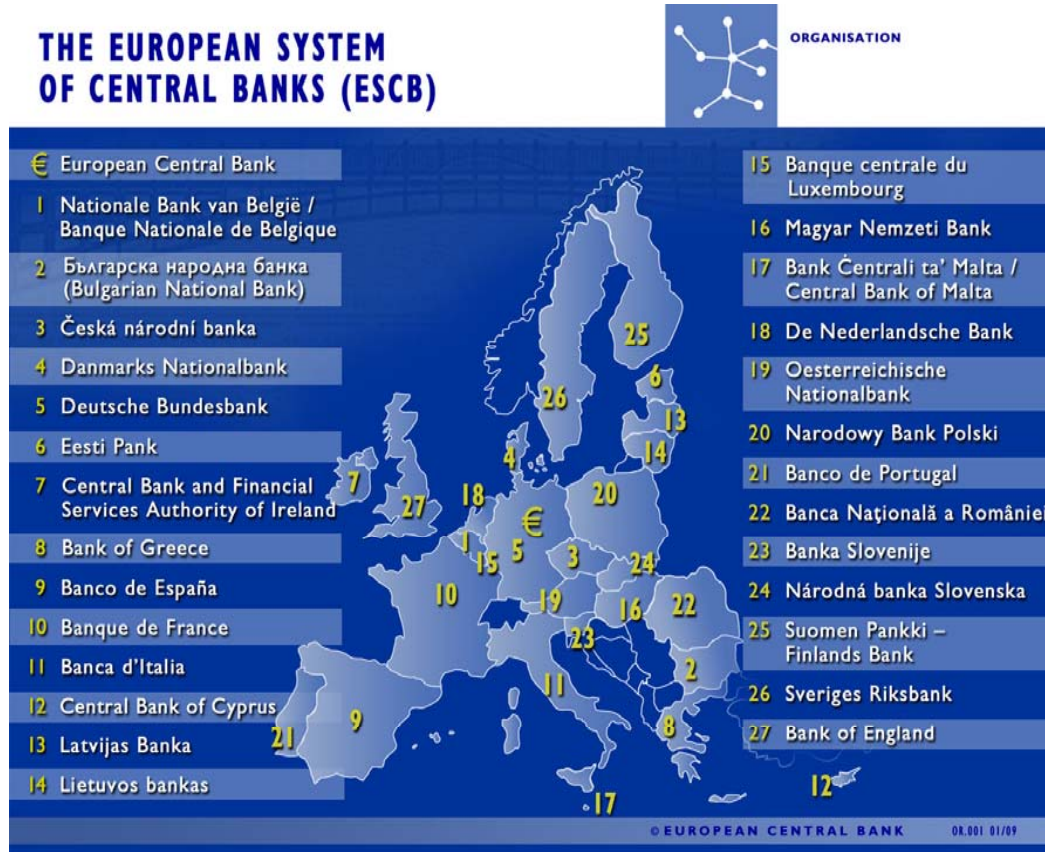 THE EUROPEAN SYSTEM
OF CENTRAL BANKS (ESCB)
ORGANISATION
€ European Central Bank
1 Nationale Bank van België /
Banque Nationale de Belgique
2 Българска народна банка
(Bulgarian National Bank)
3 Česká národní banka
4 Danmarks Nationalbank
5 Deutsche Bundesbank
6 Eesti Pank
7 Central Bank and Financial
Services Authority of Ireland
8 Bank of Greece
9 Banco de España
10 Banque de France
11 Banca d'Italia
12 Central Bank of Cyprus
13 Latvijas Banka
14 Lietuvos bankas
15 Banque centrale du
Luxembourg
16 Magyar Nemzeti Bank
17 Bank Ċentrali ta' Malta /
Central Bank of Malta
18 De Nederlandsche Bank
19 Oesterreichische
Nationalbank
20 Narodowy Bank Polski
21 Banco de Portugal
22 Banca Naţională a României
23 Banka Slovenije
24 Národná banka Slovenska
25 Suomen Pankki –
Finlands Bank
26 Sveriges Riksbank
27 Bank of England
25
6
26
13
14
4
7
27
18
20
€
1
5
3
15
24
10
19
16
22
23
2
11
9
8
21
12
17
© EUROPEAN CENTRAL BANK OR.001 01/09